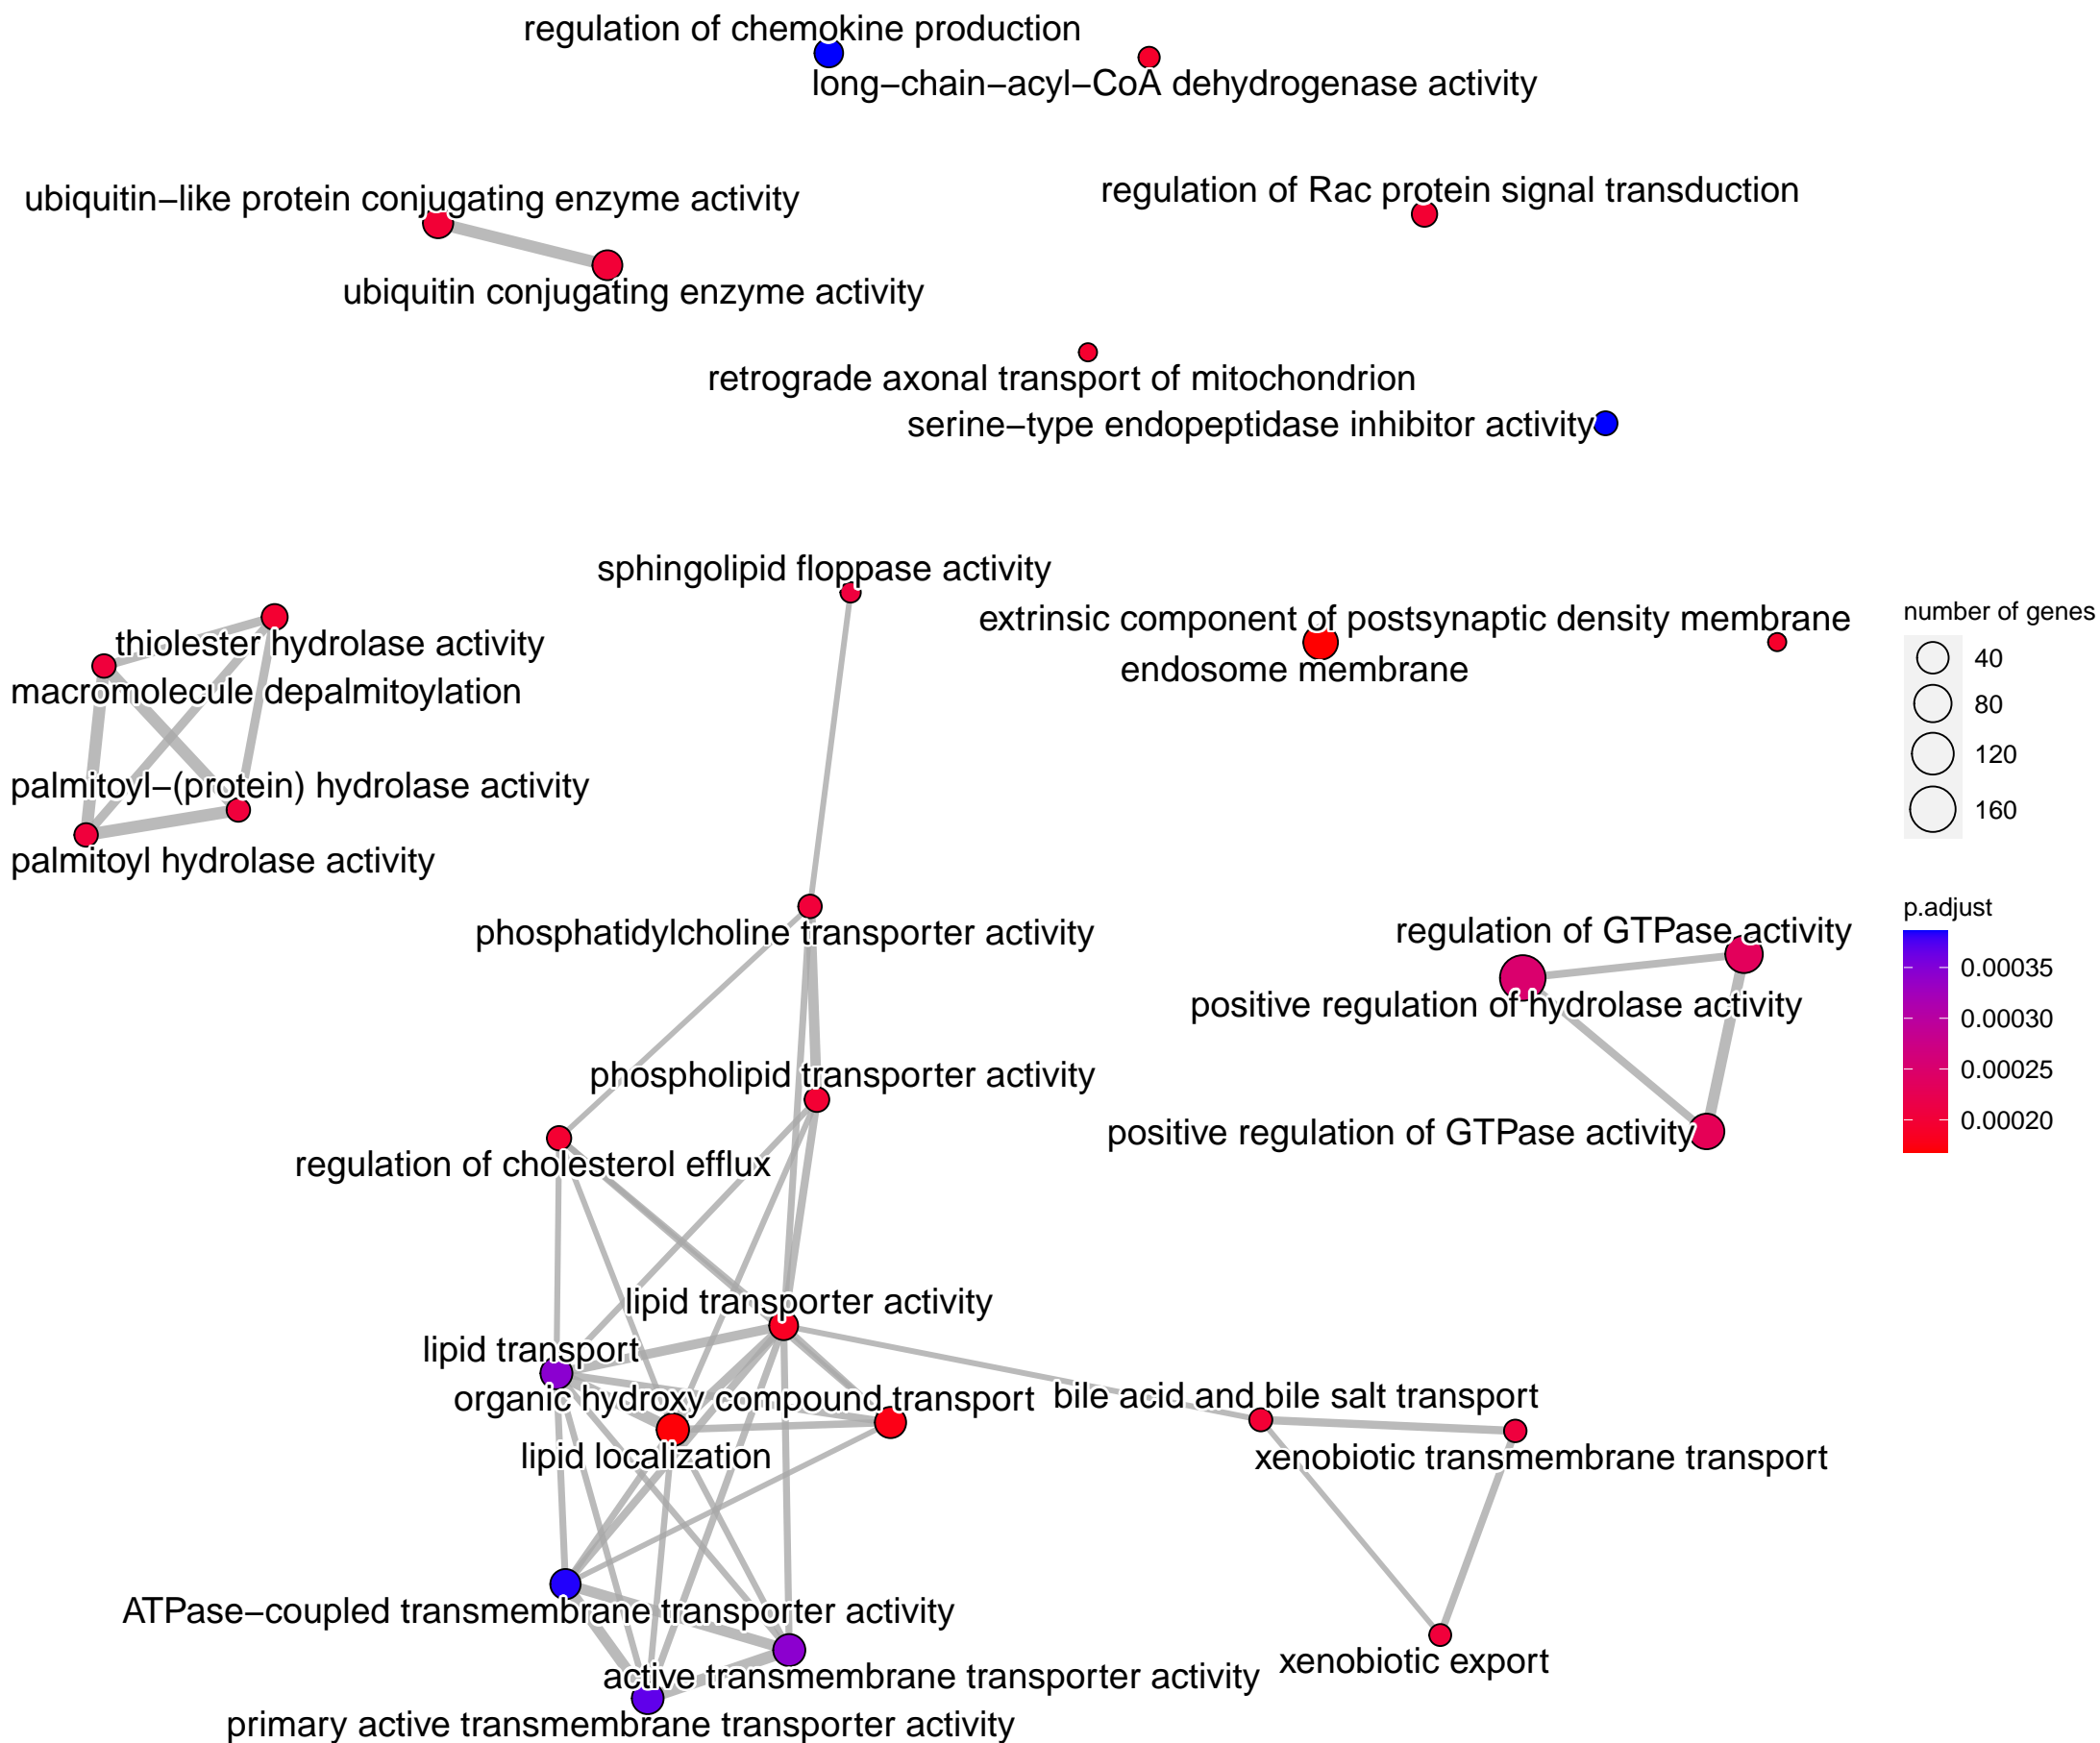 regulation of chemokine production
long−chain−acyl−CoA dehydrogenase activity
regulation of Rac protein signal transduction
ubiquitin−like protein conjugating enzyme activity
ubiquitin conjugating enzyme activity
retrograde axonal transport of mitochondrion
serine−type endopeptidase inhibitor activity
sphingolipid floppase activity
extrinsic component of postsynaptic density membrane
endosome membrane
thiolester hydrolase activity
macromolecule depalmitoylation
palmitoyl−(protein) hydrolase activity
palmitoyl hydrolase activity
phosphatidylcholine transporter activity
regulation of GTPase activity
positive regulation of hydrolase activity
positive regulation of GTPase activity
phospholipid transporter activity
regulation of cholesterol efflux
lipid transporter activity
lipid transport
organic hydroxy compound transport
bile acid and bile salt transport
lipid localization
xenobiotic transmembrane transport
ATPase−coupled transmembrane transporter activity
active transmembrane transporter activity
xenobiotic export
primary active transmembrane transporter activity
number of genes
40
80
120
160
p.adjust
0.00035
0.00030
0.00025
0.00020